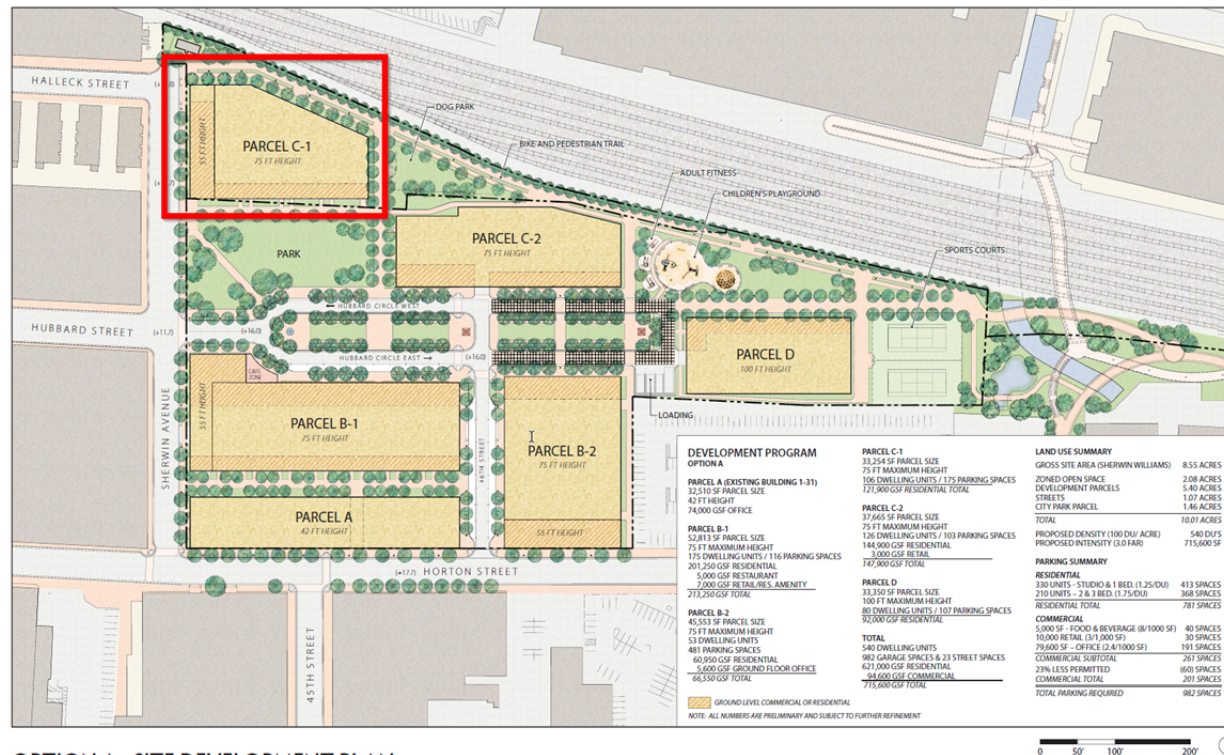 HALLECK STREET
PARCEL C-1
75 FT HEIGHT
55 FT HEIGHT
DOG PARK
BIKE AND PEDESTRIAN TRAIL
ADULT FITNESS
CHILDREN'S PLAYGROUND
SPORTS COURTS
PARCEL C-2
75 FT HEIGHT
PARK
HUBBARD STREET
(+11.7)
(+16.0)
← HUBBARD CIRCLE WEST
HUBBARD CIRCLE EAST →
(+16.0)
CAFE
ZONE
PARCEL D
100 FT HEIGHT
LOADING
SHERWIN AVENUE
55 FT HEIGHT
PARCEL B-1
75 FT HEIGHT
46TH STREET
PARCEL B-2
75 FT HEIGHT
55 FT HEIGHT
PARCEL A
42 FT HEIGHT
(+17.7) HORTON STREET
45TH STREET
DEVELOPMENT PROGRAM
OPTION A
PARCEL A (EXISTING BUILDING 1-31)
32,510 SF PARCEL SIZE
42 FT HEIGHT
74,000 GSF OFFICE
PARCEL B-1
52,813 SF PARCEL SIZE
75 FT MAXIMUM HEIGHT
175 DWELLING UNITS / 116 PARKING SPACES
201,250 GSF RESIDENTIAL
5,000 GSF RESTAURANT
7,000 GSF RETAIL/RES. AMENITY
213,250 GSF TOTAL
PARCEL B-2
45,553 SF PARCEL SIZE
75 FT MAXIMUM HEIGHT
53 DWELLING UNITS
481 PARKING SPACES
60,950 GSF RESIDENTIAL
5,600 GSF GROUND FLOOR OFFICE
66,550 GSF TOTAL
PARCEL C-1
33,254 SF PARCEL SIZE
75 FT MAXIMUM HEIGHT
106 DWELLING UNITS / 175 PARKING SPACES
121,900 GSF RESIDENTIAL TOTAL
PARCEL C-2
37,665 SF PARCEL SIZE
75 FT MAXIMUM HEIGHT
126 DWELLING UNITS / 103 PARKING SPACES
144,900 GSF RESIDENTIAL
3,000 GSF RETAIL
147,900 GSF TOTAL
PARCEL D
33,350 SF PARCEL SIZE
100 FT MAXIMUM HEIGHT
80 DWELLING UNITS / 107 PARKING SPACES
92,000 GSF RESIDENTIAL
TOTAL
540 DWELLING UNITS
982 GARAGE SPACES & 23 STREET SPACES
621,000 GSF RESIDENTIAL
94,600 GSF COMMERCIAL
715,600 GSF TOTAL
LAND USE SUMMARY
GROSS SITE AREA (SHERWIN WILLIAMS) 8.55 ACRES
ZONED OPEN SPACE 2.08 ACRES
DEVELOPMENT PARCELS 5.40 ACRES
STREETS 1.07 ACRES
CITY PARK PARCEL 1.46 ACRES
TOTAL 10.01 ACRES
PROPOSED DENSITY (100 DU/ ACRE) 540 DU'S
PROPOSED INTENSITY (3.0 FAR) 715,600 SF
PARKING SUMMARY
RESIDENTIAL
330 UNITS - STUDIO & 1 BED. (1.25/DU) 413 SPACES
210 UNITS – 2 & 3 BED. (1.75/DU) 368 SPACES
RESIDENTIAL TOTAL 781 SPACES
COMMERCIAL
5,000 SF - FOOD & BEVERAGE (8/1000 SF) 40 SPACES
10,000 RETAIL (3/1,000 SF) 30 SPACES
79,600 SF – OFFICE (2.4/1000 SF) 191 SPACES
COMMERCIAL SUBTOTAL 261 SPACES
23% LESS PERMITTED (60) SPACES
COMMERCIAL TOTAL 201 SPACES
TOTAL PARKING REQUIRED 982 SPACES
GROUND LEVEL COMMERCIAL OR RESIDENTIAL
NOTE: ALL NUMBERS ARE PRELIMINARY AND SUBJECT TO FURTHER REFINEMENT
0 50' 100' 200'